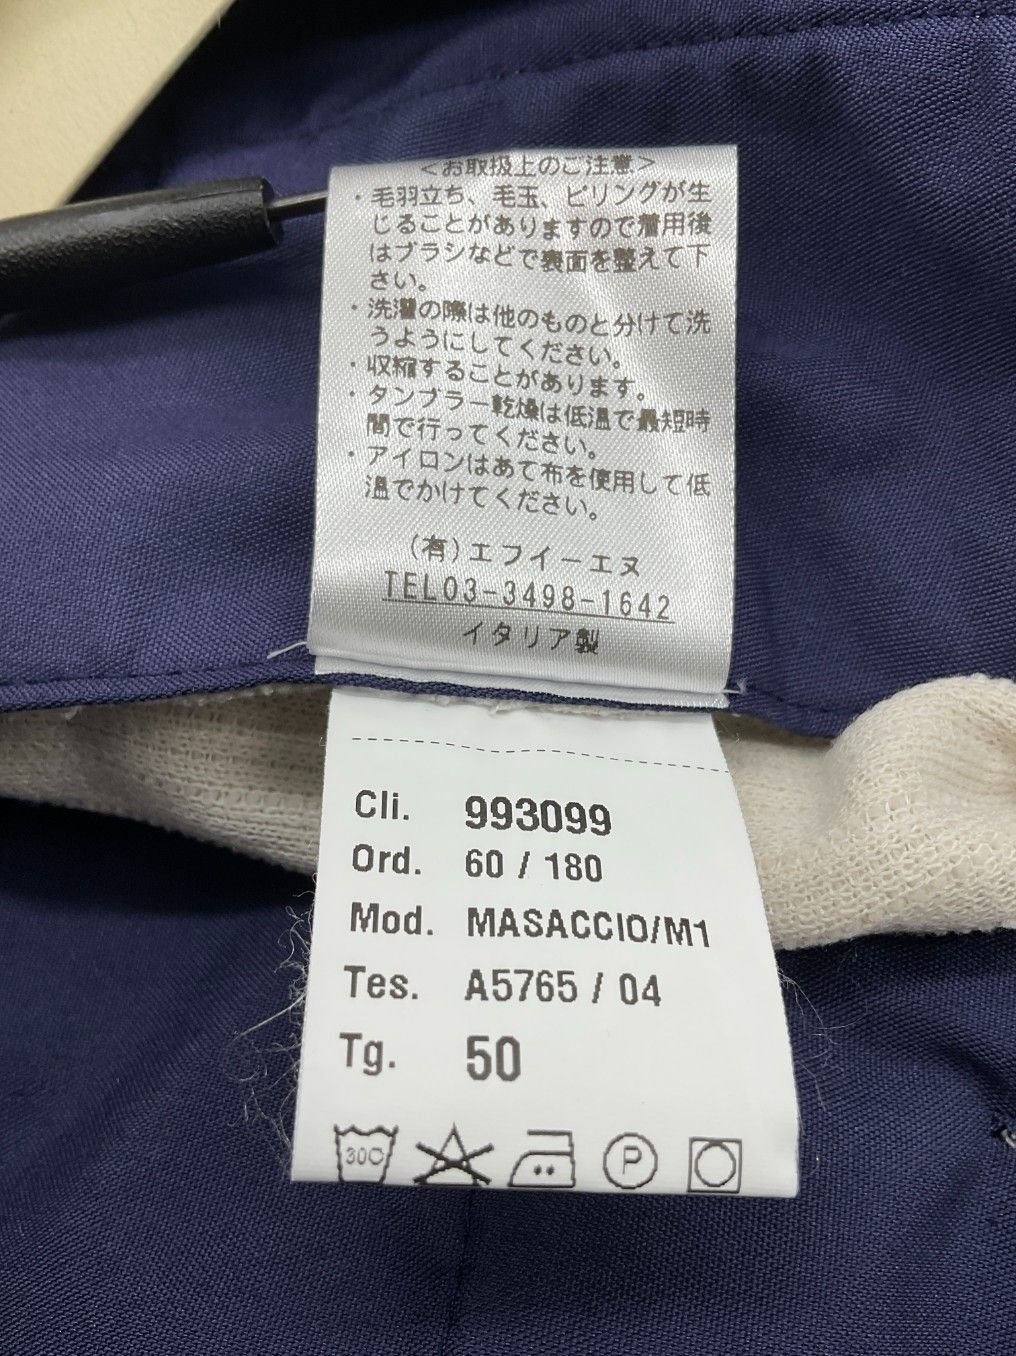 <お取扱上のご注意>
・毛羽立ち、毛玉、ピリングが生
じることがありますので着用後
はブラシなどで表面を整えて下
さい。
・洗濯の際は他のものと分けて洗
うようにしてください。
・収縮することがあります。
・タンブラー乾燥は低温で最短時
間で行ってください。
・アイロンはあて布を使用して低
温でかけてください。
(有)エフイーエヌ
TEL03-3498-1642
イタリア製
Cli. 993099
Ord. 60 / 180
Mod. MASACCIO/M1
Tes. A5765 / 04
Tg. 50
30C P